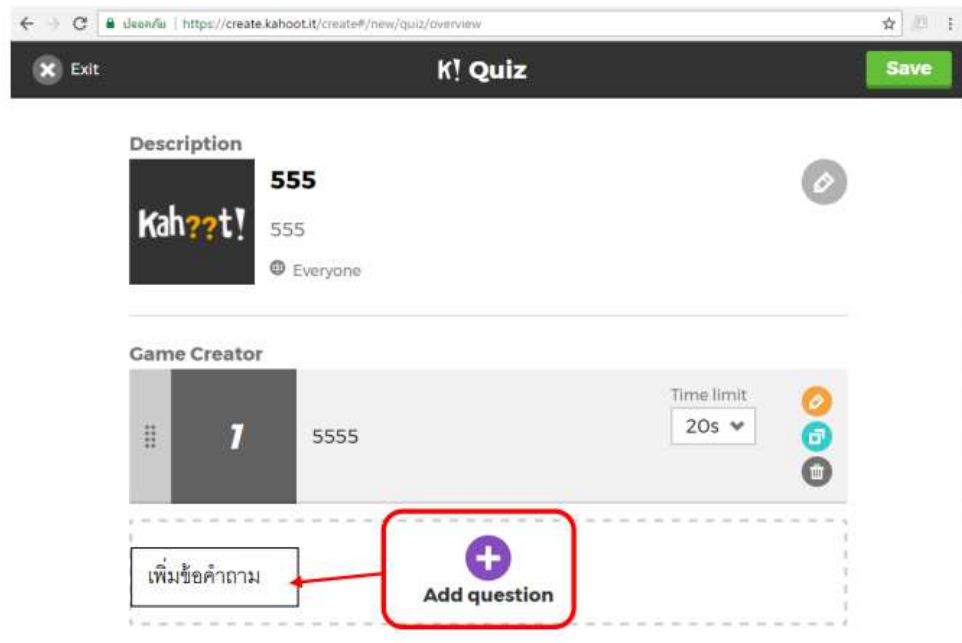 ปลอดภัย | https://create.kahoot.it/create#/new/quiz/overview
Exit
K! Quiz
Save
Description
Kah??t!
555
555
Everyone
Game Creator
1
5555
Time limit
20s
เพิ่มข้อคำถาม
Add question